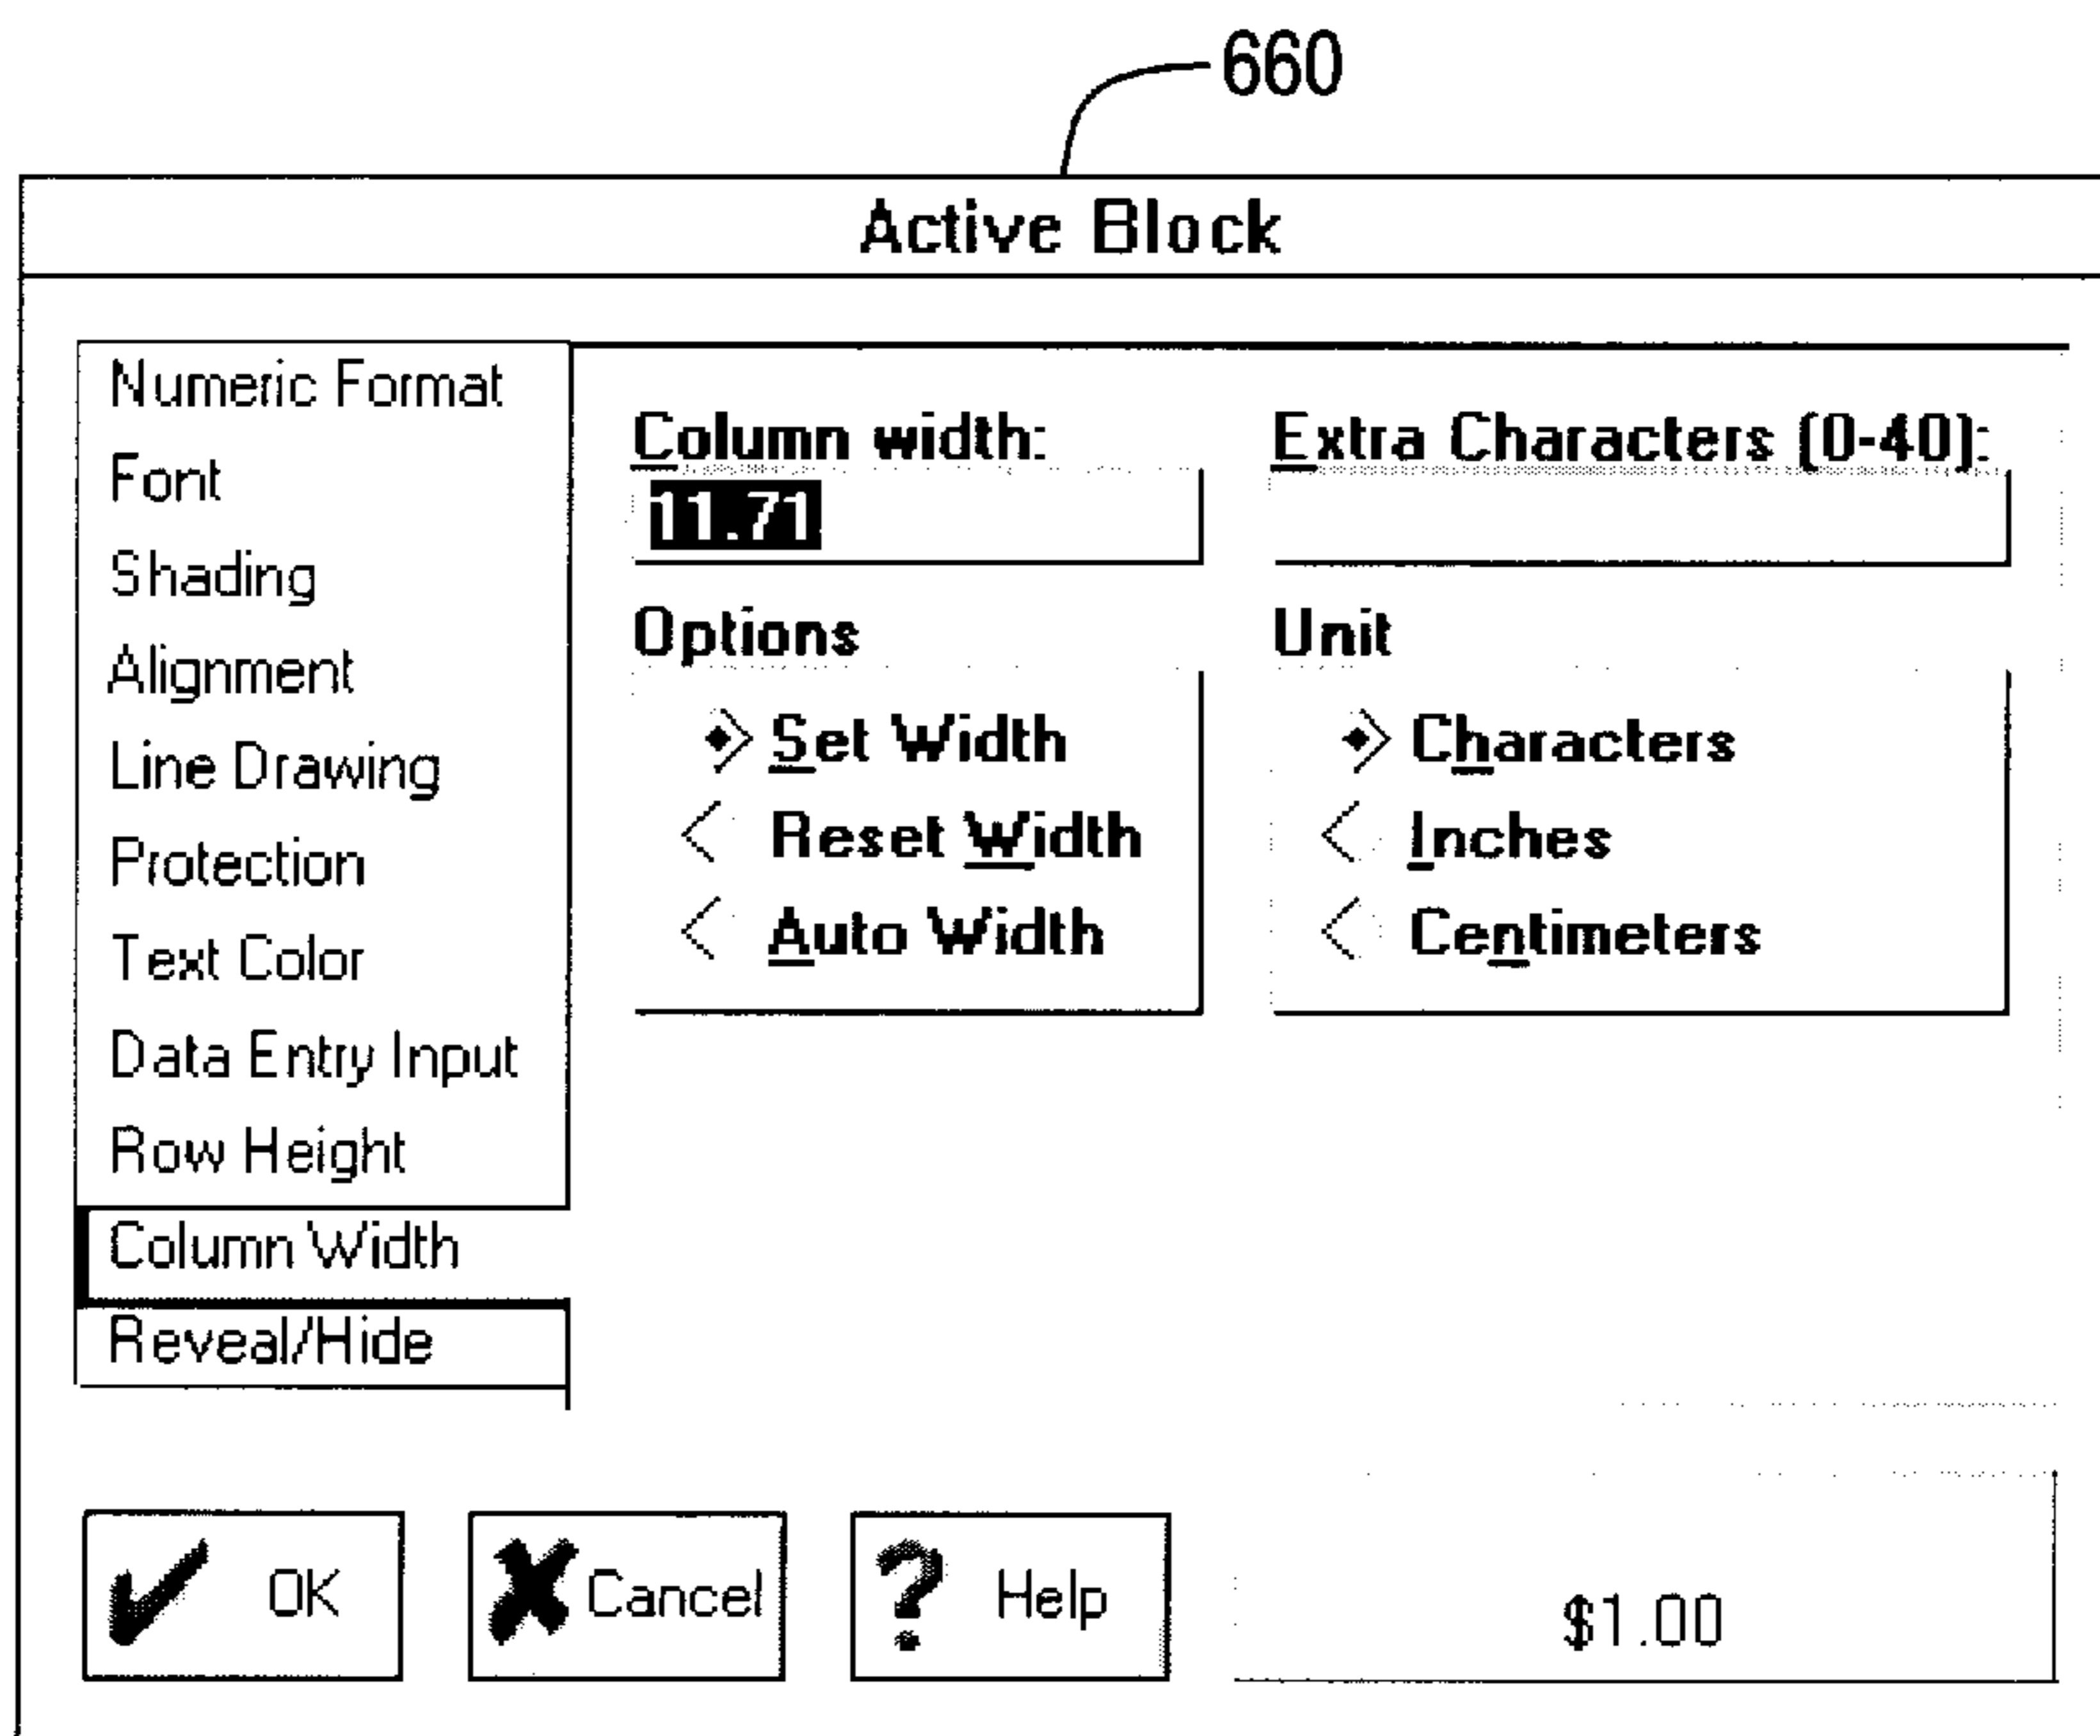 660
Active Block
Numeric Format
Font
Shading
Alignment
Line Drawing
Protection
Text Color
Data Entry Input
Row Height
Column Width
Reveal/Hide
Column width:
11.71
Extra Characters (0-40):
Options
Set Width
Reset Width
Auto Width
Unit
Characters
Inches
Centimeters
OK
Cancel
? Help
$1.00